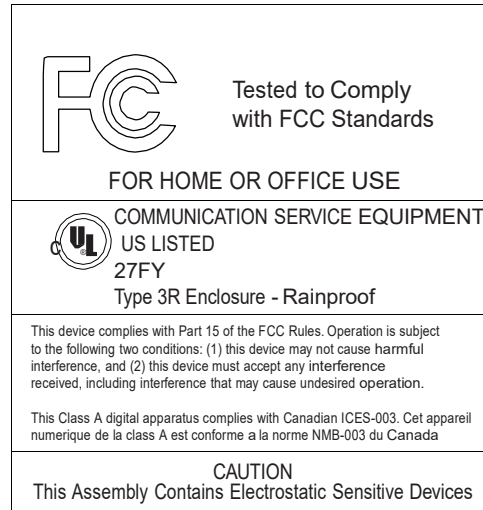 FC
Tested to Comply
with FCC Standards
FOR HOME OR OFFICE USE
COMMUNICATION SERVICE EQUIPMENT
C UL ® US LISTED
27FY
Type 3R Enclosure - Rainproof
This device complies with Part 15 of the FCC Rules. Operation is subject
to the following two conditions: (1) this device may not cause harmful
interference, and (2) this device must accept any interference
received, including interference that may cause undesired operation.
This Class A digital apparatus complies with Canadian ICES-003. Cet appareil
numerique de la class A est conforme a la norme NMB-003 du Canada
CAUTION
This Assembly Contains Electrostatic Sensitive Devices